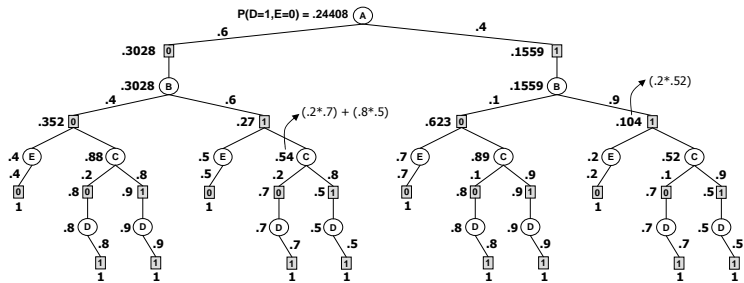 P(D=1,E=0) = .24408 A
.6 .4
.3028 0 .1559 1
.3028 B .1559 B
.4 .6 (.2*.7) + (.8*.5) .1 .9 (.2*.52)
.352 0 .27 1 .623 0 .104 1
.4 E .88 C .5 E .54 C .7 E .89 C .2 E .52 C
.4 .2 .8 .5 .2 .8 .7 .1 .9 .2 .1 .9
0 .8 0 .9 1 0 .7 0 .5 1 0 .8 0 .9 1 0 .7 0 .5 1
1 1 1 1
.8 D .9 D .7 D .5 D .8 D .9 D .7 D .5 D
.8 .9 .7 .5 .8 .9 .7 .5
1 1 1 1 1 1 1 1
1 1 1 1 1 1 1 1